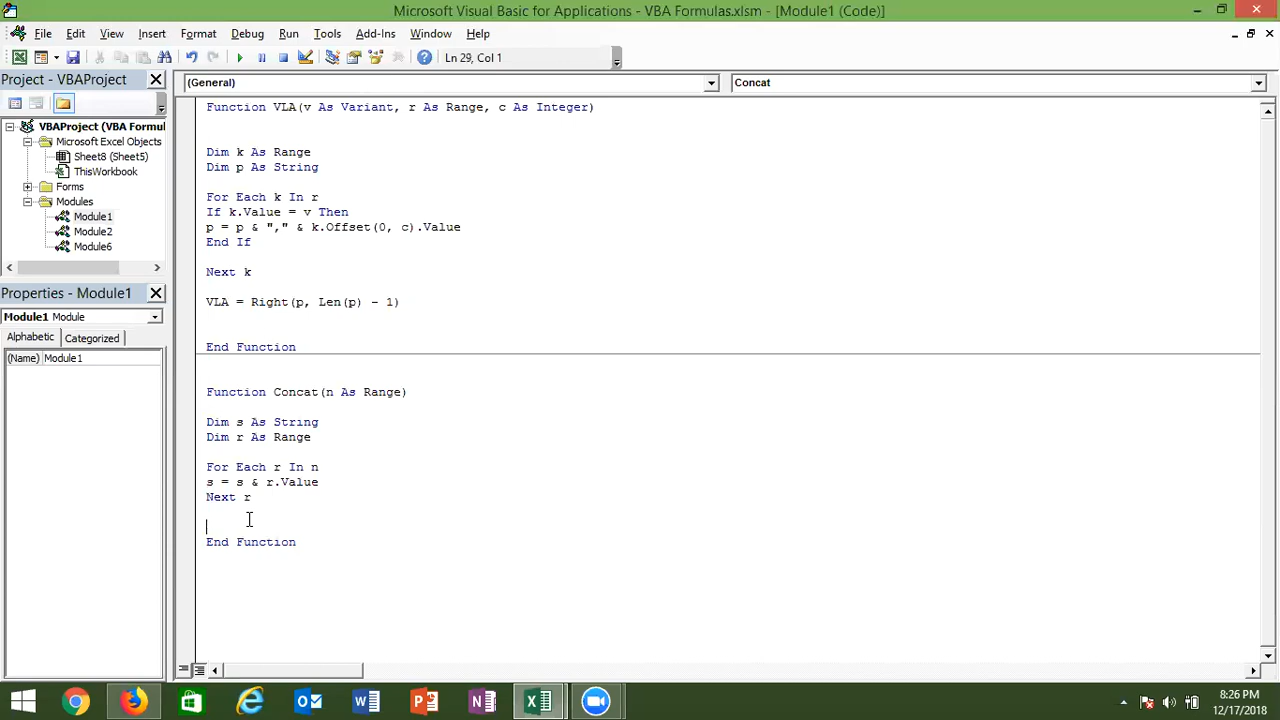 Microsoft Visual Basic for Applications - VBA Formulas.xlsm - [Module1 (Code)]
File Edit View Insert Format Debug Run Tools Add-Ins Window Help
Ln 29, Col 1
Project - VBAProject
(General)
Concat
VBAProject (VBA Formul
Microsoft Excel Objects
Sheet8 (Sheet5)
ThisWorkbook
Forms
Modules
Module1
Module2
Module6
Properties - Module1
Module1 Module
Alphabetic Categorized
(Name) Module1
Function VLA(v As Variant, r As Range, c As Integer)
Dim k As Range
Dim p As String
For Each k In r
If k.Value = v Then
p = p & "," & k.Offset(0, c).Value
End If
Next k
VLA = Right(p, Len(p) - 1)
End Function
Function Concat(n As Range)
Dim s As String
Dim r As Range
For Each r In n
s = s & r.Value
Next r
End Function
8:26 PM
12/17/2018